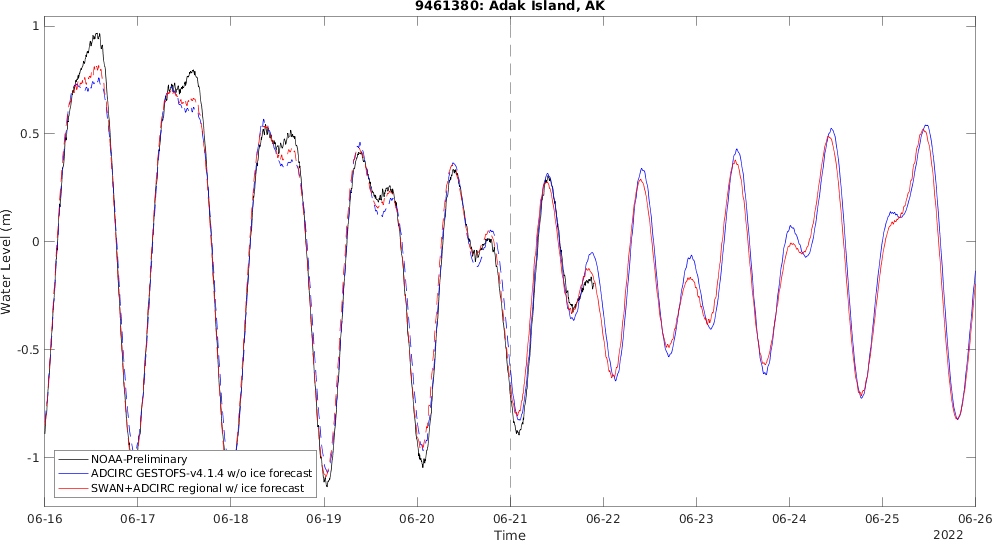 9461380: Adak Island, AK
1
0.5
0
-0.5
-1
Water Level (m)
NOAA-Preliminary
ADCIRC GESTOFS-v4.1.4 w/o ice forecast
SWAN+ADCIRC regional w/ ice forecast
06-16 06-17 06-18 06-19 06-20 06-21 06-22 06-23 06-24 06-25 06-26
Time
2022